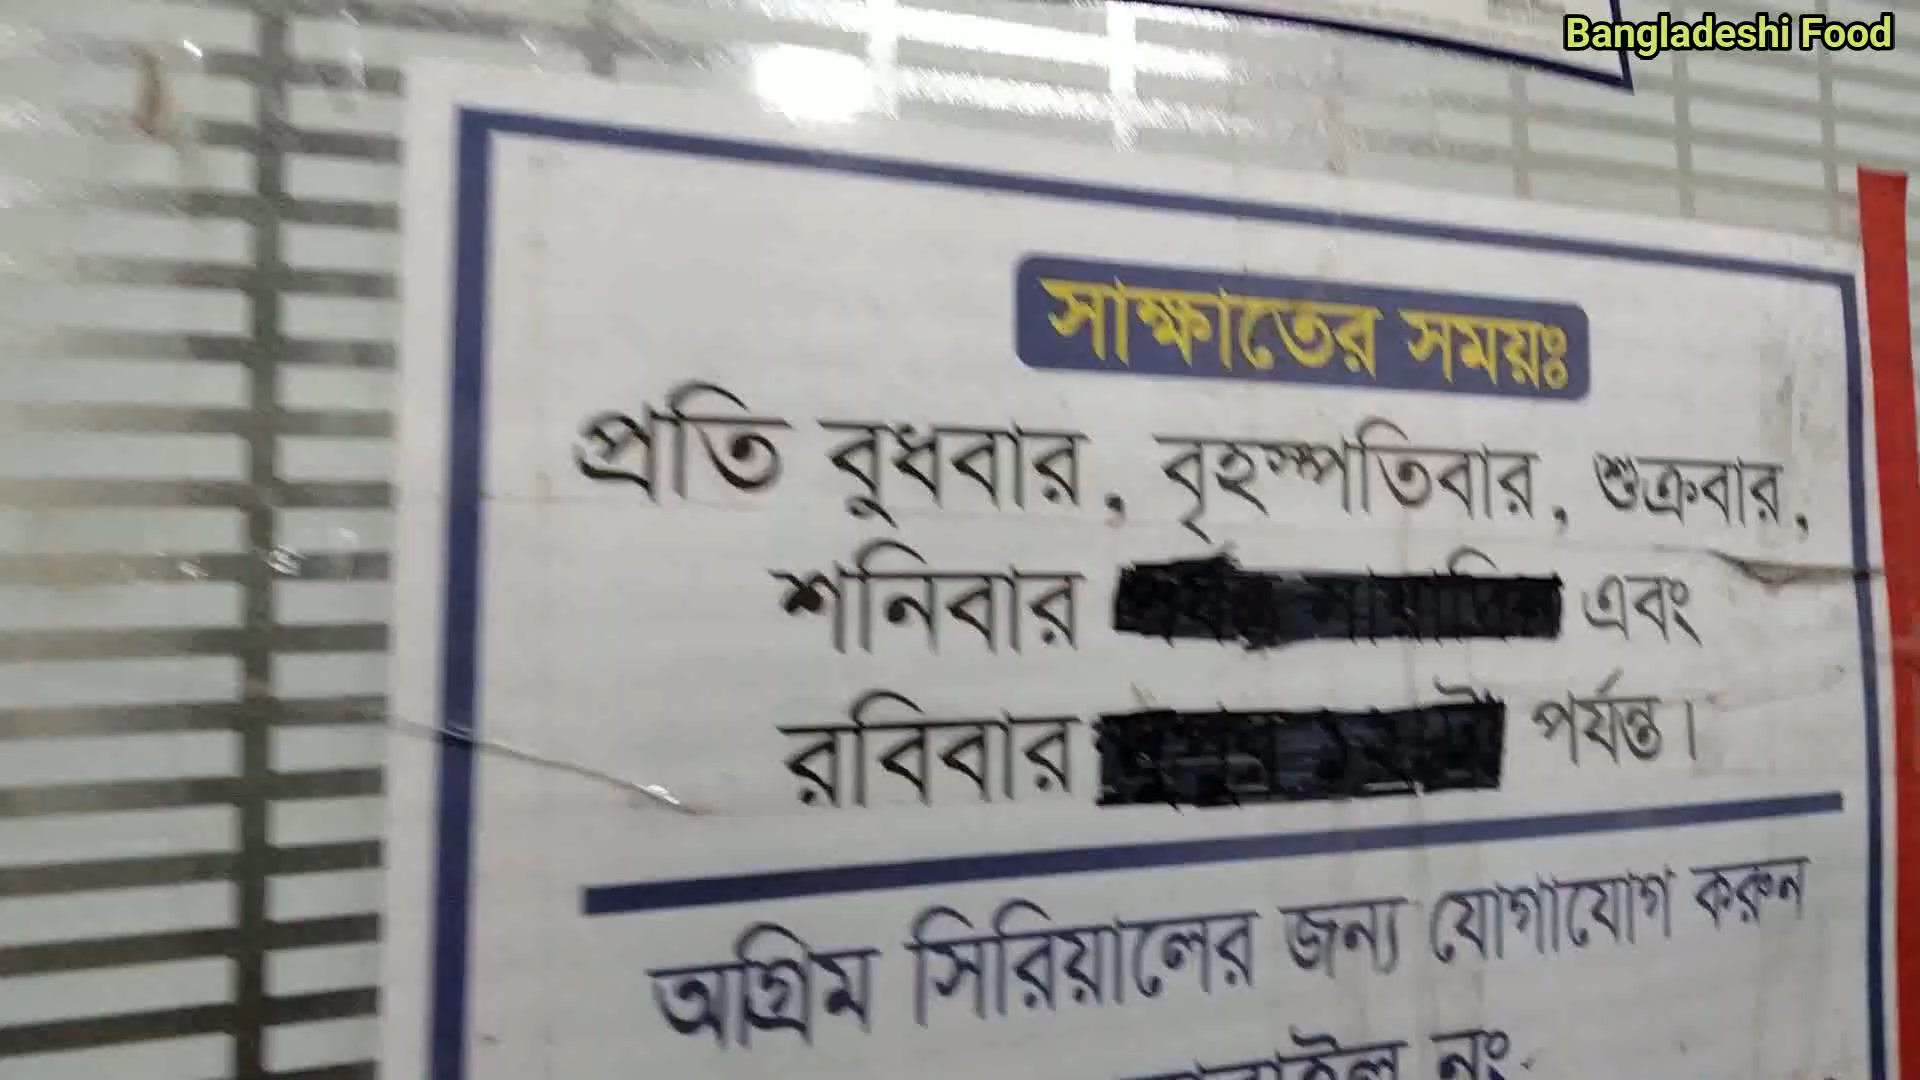 Bangladeshi Food
সাক্ষাতের সময়ঃ
প্রতি বুধবার, বৃহস্পতিবার, শুক্রবার,
শনিবার এবং
রবিবার পর্যন্ত।
অগ্রিম সিরিয়ালের জন্য যোগাযোগ করুন
নং